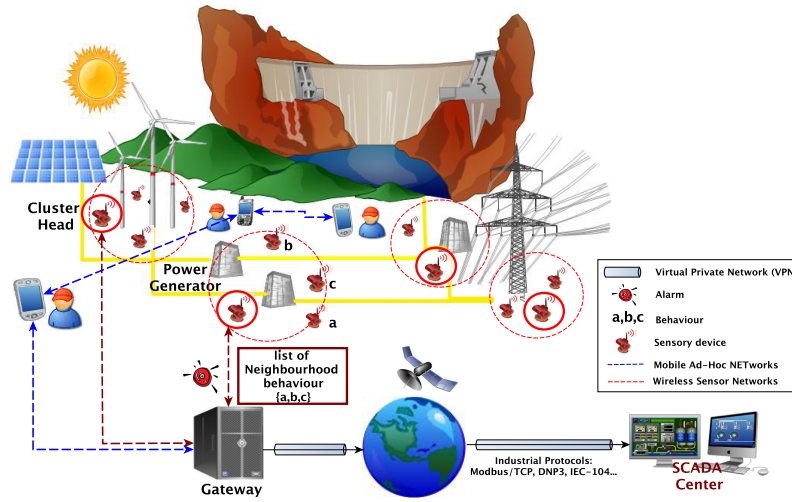 Cluster
Head
b
Power
Generator
c
a
Virtual Private Network (VPN
Alarm
a,b,c
Behaviour
Sensory device
Mobile Ad-Hoc NETworks
Wireless Sensor Networks
list of
Neighbourhood
behaviour
{a,b,c}
Gateway
Industrial Protocols:
Modbus/TCP, DNP3, IEC-104...
SCADA
Center